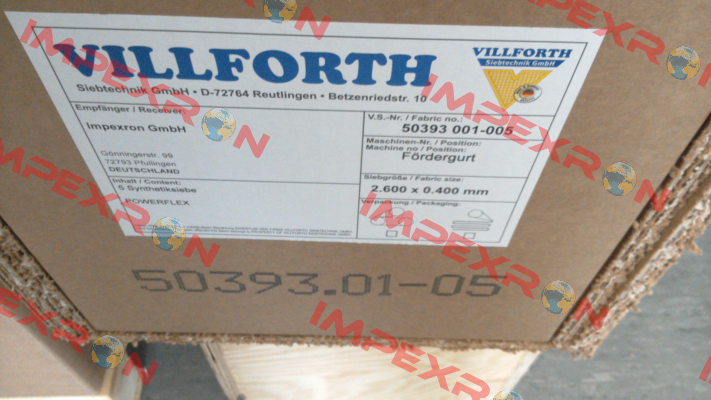 VILLFORTH
Siebtechnik GmbH • D-72764 Reutlingen • Betzenriedstr. 10
VILLFORTH
Siebtechnik GmbH
Empfänger / Receiver:
Impexron GmbH
Gönningerstr. 99
72793 Pfullingen
DEUTSCHLAND
Inhalt / Content:
5 Synthetiksiebe
POWERFLEX
V.S.-Nr. / Fabric no.:
50393 001-005
Maschinen-Nr. / Position:
Machine no / Position:
Fördergurt
Siebgröße / Fabric size:
2.600 x 0.400 mm
Verpackung / Packaging:
50393.01-05
IMPEXRON
IMPEXRON
IMPEXRON
IMPEXRON
IMPEXRON
IMPEXRON